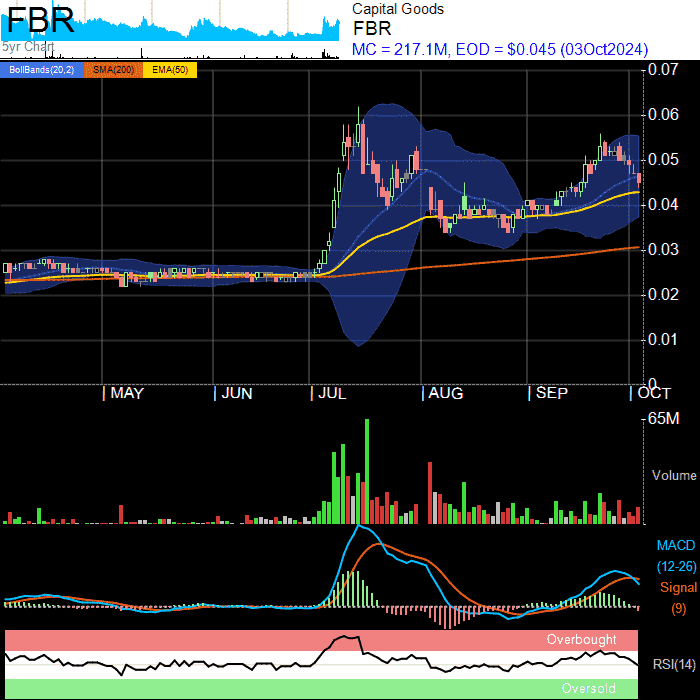 FBR
5yr Chart
Capital Goods
FBR
MC = 217.1M, EOD = $0.045 (03Oct2024)
BollBands(20,2) SMA(200) EMA(50)
0.07
0.06
0.05
0.04
0.03
0.02
0.01
0
MAY JUN JUL AUG SEP OCT
65M
Volume
MACD
(12-26)
Signal
(9)
Overbought
RSI(14)
Oversold